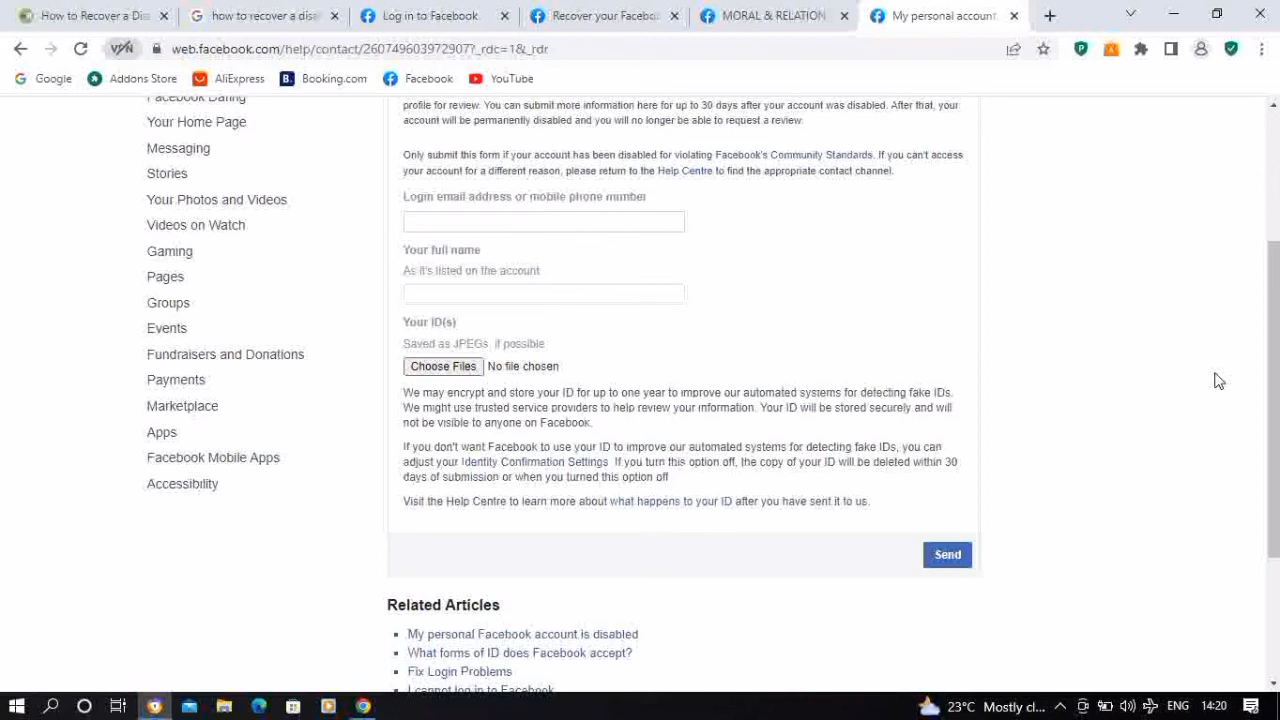 How to Recover a Dis
how to recover a disa
Log in to Facebook
Recover your Facebo
MORAL & RELATION
My personal account
VPN
web.facebook.com/help/contact/260749603972907?_rdc=1&_rdr
Google
Addons Store
AliExpress
Booking.com
Facebook
YouTube
Facebook Dating
Your Home Page
Messaging
Stories
Your Photos and Videos
Videos on Watch
Gaming
Pages
Groups
Events
Fundraisers and Donations
Payments
Marketplace
Apps
Facebook Mobile Apps
Accessibility
profile for review. You can submit more information here for up to 30 days after your account was disabled. After that, your
account will be permanently disabled and you will no longer be able to request a review.
Only submit this form if your account has been disabled for violating Facebook's Community Standards. If you can't access
your account for a different reason, please return to the Help Centre to find the appropriate contact channel.
Login email address or mobile phone number
Your full name
As it's listed on the account
Your ID(s)
Saved as JPEGs, if possible
Choose Files No file chosen
We may encrypt and store your ID for up to one year to improve our automated systems for detecting fake IDs.
We might use trusted service providers to help review your information. Your ID will be stored securely and will
not be visible to anyone on Facebook.
If you don't want Facebook to use your ID to improve our automated systems for detecting fake IDs, you can
adjust your Identity Confirmation Settings. If you turn this option off, the copy of your ID will be deleted within 30
days of submission or when you turned this option off
Visit the Help Centre to learn more about what happens to your ID after you have sent it to us.
Send
Related Articles
My personal Facebook account is disabled
What forms of ID does Facebook accept?
Fix Login Problems
I cannot log in to Facebook
23°C Mostly cl...
ENG
14:20